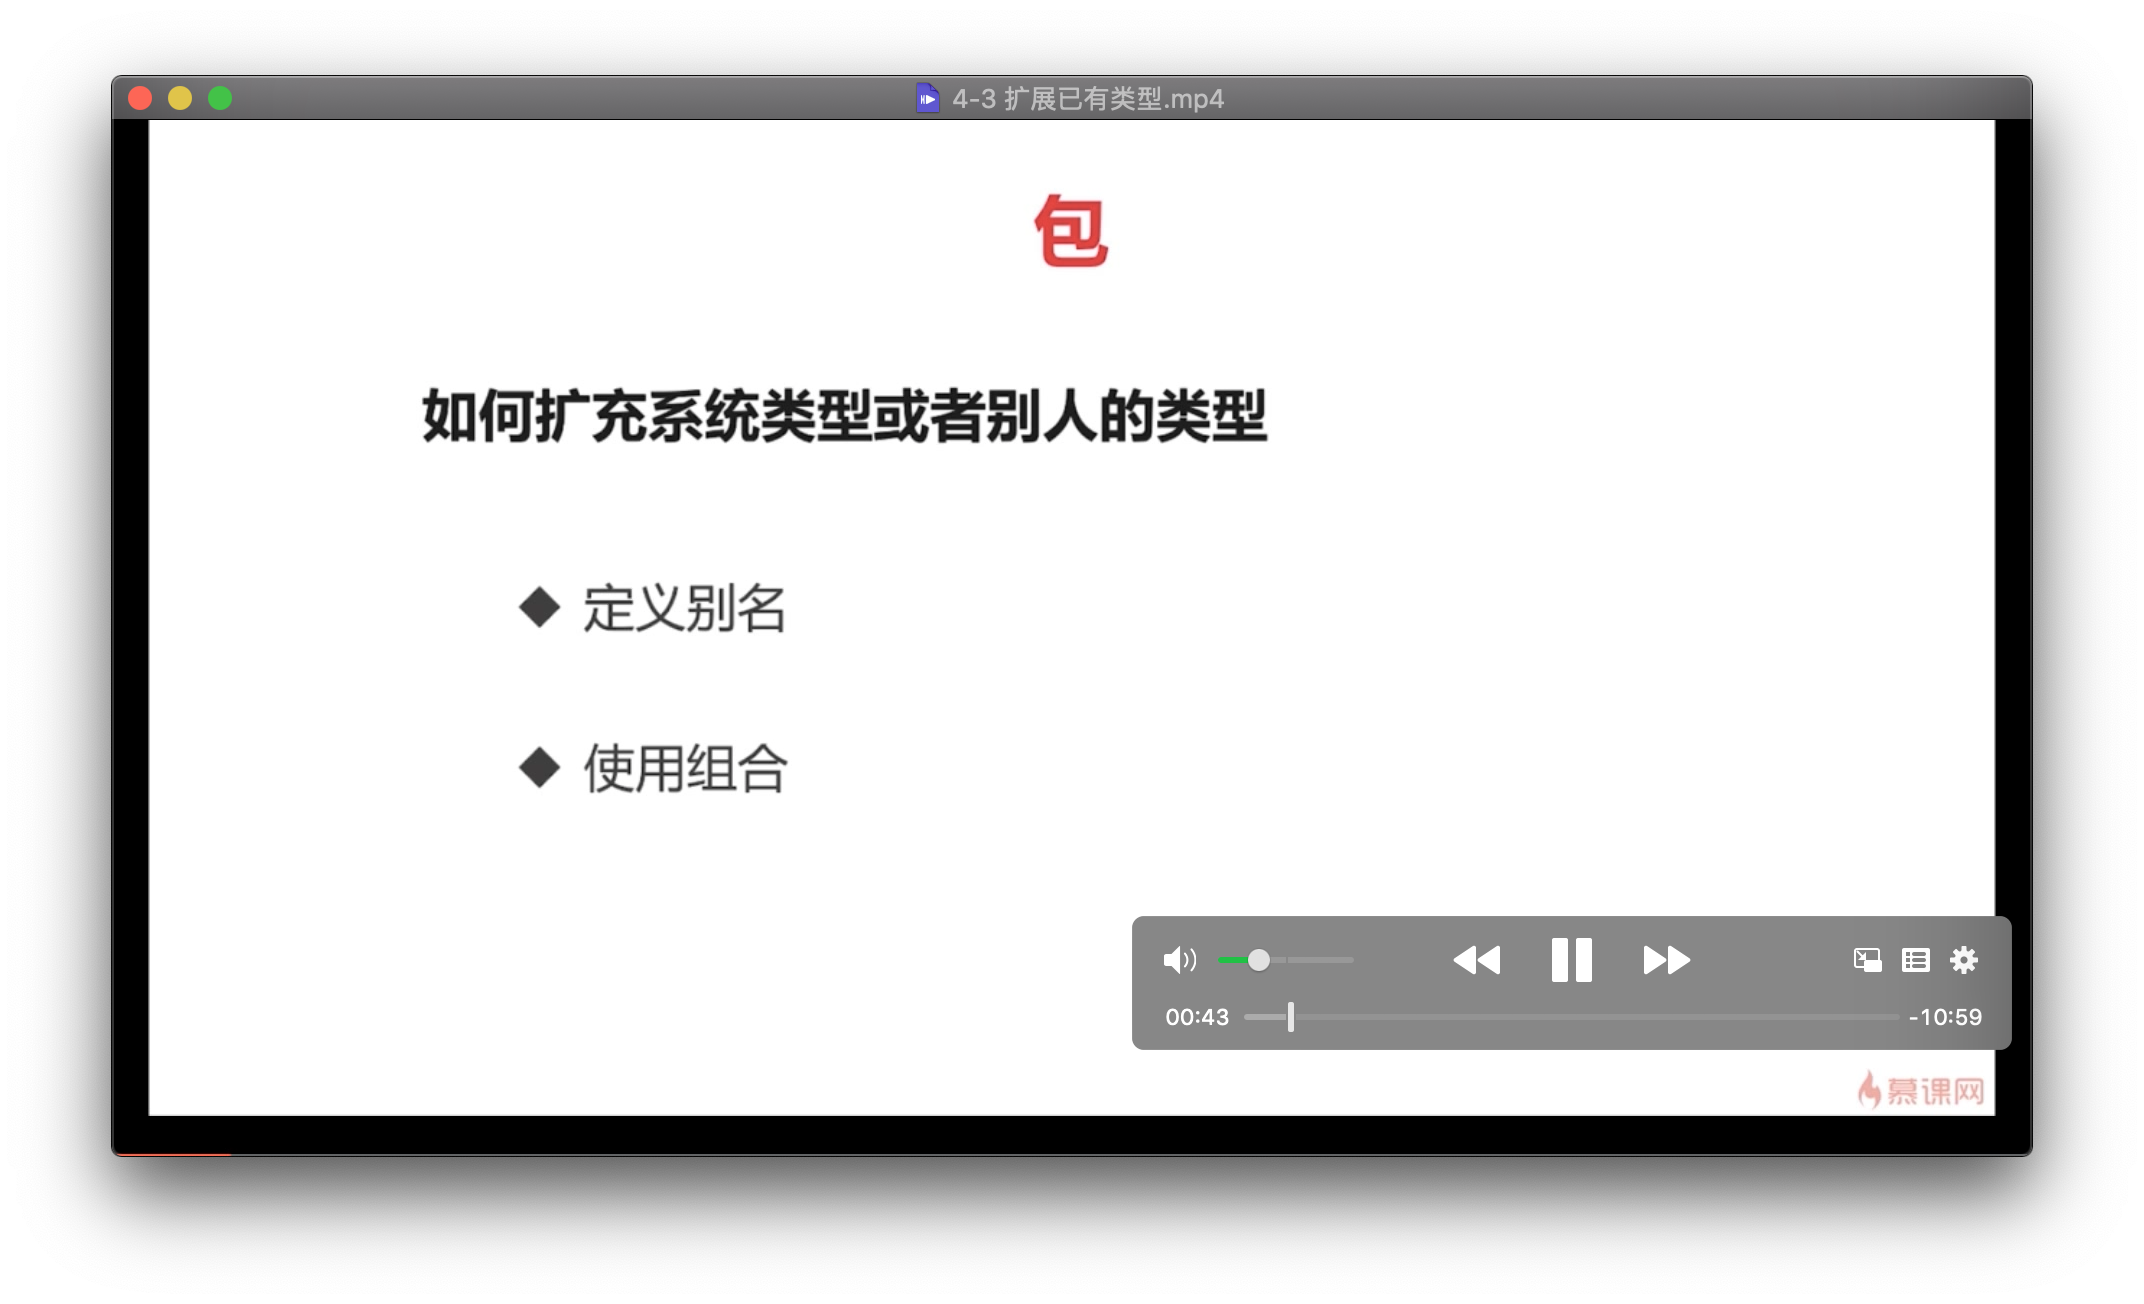 4-3 扩展已有类型.mp4
包
如何扩充系统类型或者别人的类型
◆ 定义别名
◆ 使用组合
00:43
-10:59
慕课网